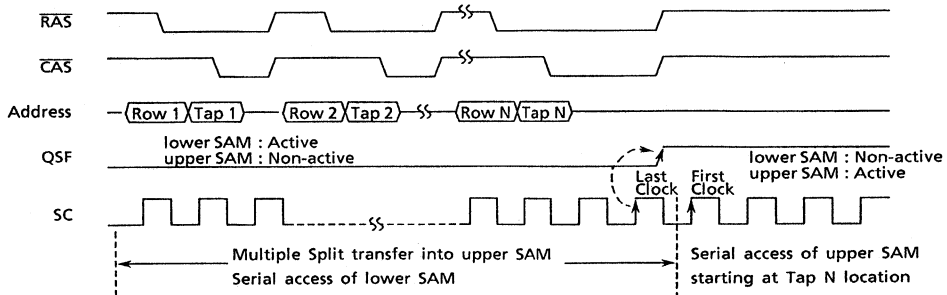 RAS
CAS
Address Row 1 Tap 1 Row 2 Tap 2 Row N Tap N
lower SAM : Active
upper SAM : Non-active
QSF
lower SAM : Non-active
upper SAM : Active
Last Clock
First Clock
SC
Multiple Split transfer into upper SAM
Serial access of lower SAM
Serial access of upper SAM
starting at Tap N location